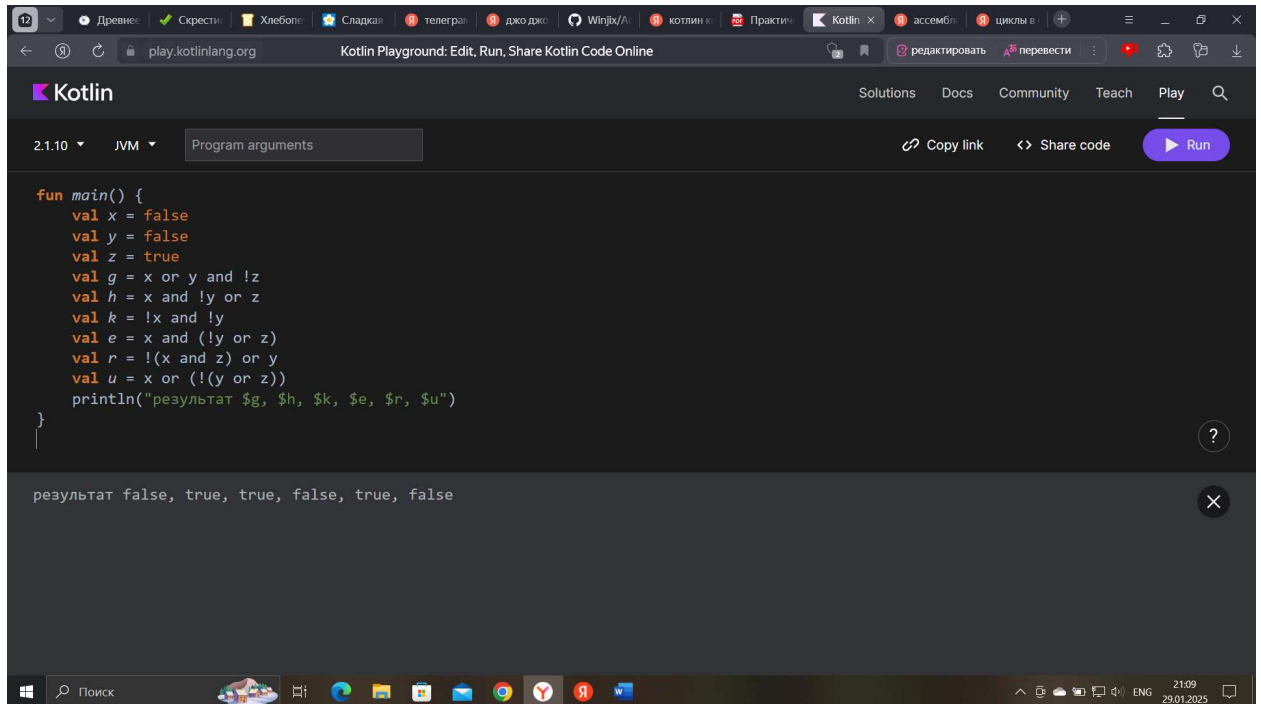 12 Древнее Скрести Хлебопе Сладкая телеграм джо джо Winjix/Ar котлин к Практич Kotlin ассембл циклы в
play.kotlinlang.org Kotlin Playground: Edit, Run, Share Kotlin Code Online 2 редактировать перевести
Kotlin Solutions Docs Community Teach Play
2.1.10 JVM Program arguments Copy link Share code Run
fun main() {
    val x = false
    val y = false
    val z = true
    val g = x or y and !z
    val h = x and !y or z
    val k = !x and !y
    val e = x and (!y or z)
    val r = !(x and z) or y
    val u = x or (!(y or z))
    println("результат $g, $h, $k, $e, $r, $u")
}
?
результат false, true, true, false, true, false
Поиск ENG 21:09
29.01.2025